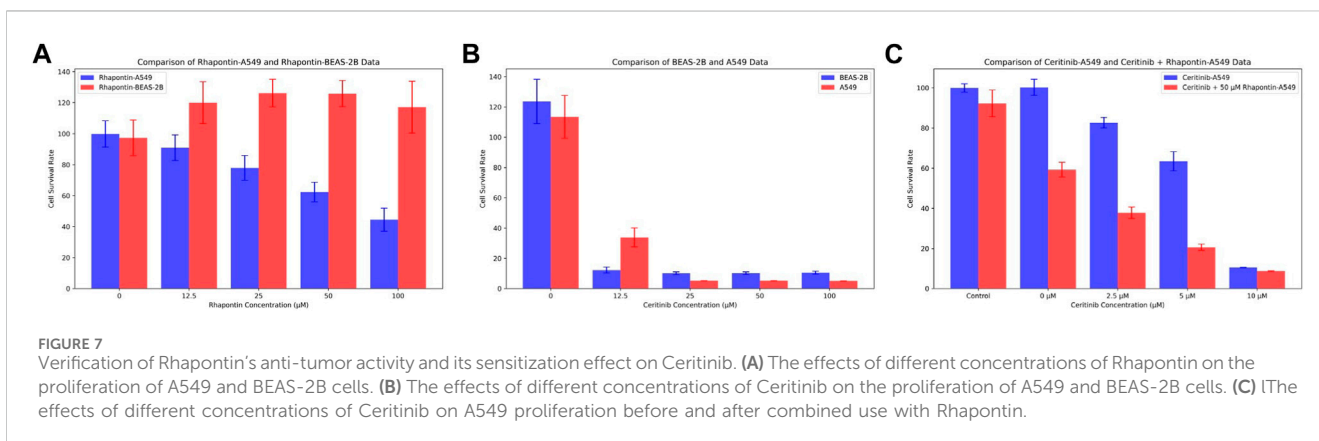 A
Comparison of Rhapontin-A549 and Rhapontin-BEAS-2B Data
Rhapontin-A549
Rhapontin-BEAS-2B
Cell Survival Rate
140
120
100
80
60
40
20
0
0 12.5 25 50 100
Rhapontin Concentration (μM)
B
Comparison of BEAS-2B and A549 Data
BEAS-2B
A549
Cell Survival Rate
140
120
100
80
60
40
20
0
0 12.5 25 50 100
Ceritinib Concentration (μM)
C
Comparison of Ceritinib-A549 and Ceritinib + Rhapontin-A549 Data
Ceritinib-A549
Ceritinib + 50 μM Rhapontin-A549
Cell Survival Rate
100
80
60
40
20
0
Control 0 μM 2.5 μM 5 μM 10 μM
Ceritinib Concentration (μM)
FIGURE 7
Verification of Rhapontin's anti-tumor activity and its sensitization effect on Ceritinib. (A) The effects of different concentrations of Rhapontin on the
proliferation of A549 and BEAS-2B cells. (B) The effects of different concentrations of Ceritinib on the proliferation of A549 and BEAS-2B cells. (C) lThe
effects of different concentrations of Ceritinib on A549 proliferation before and after combined use with Rhapontin.